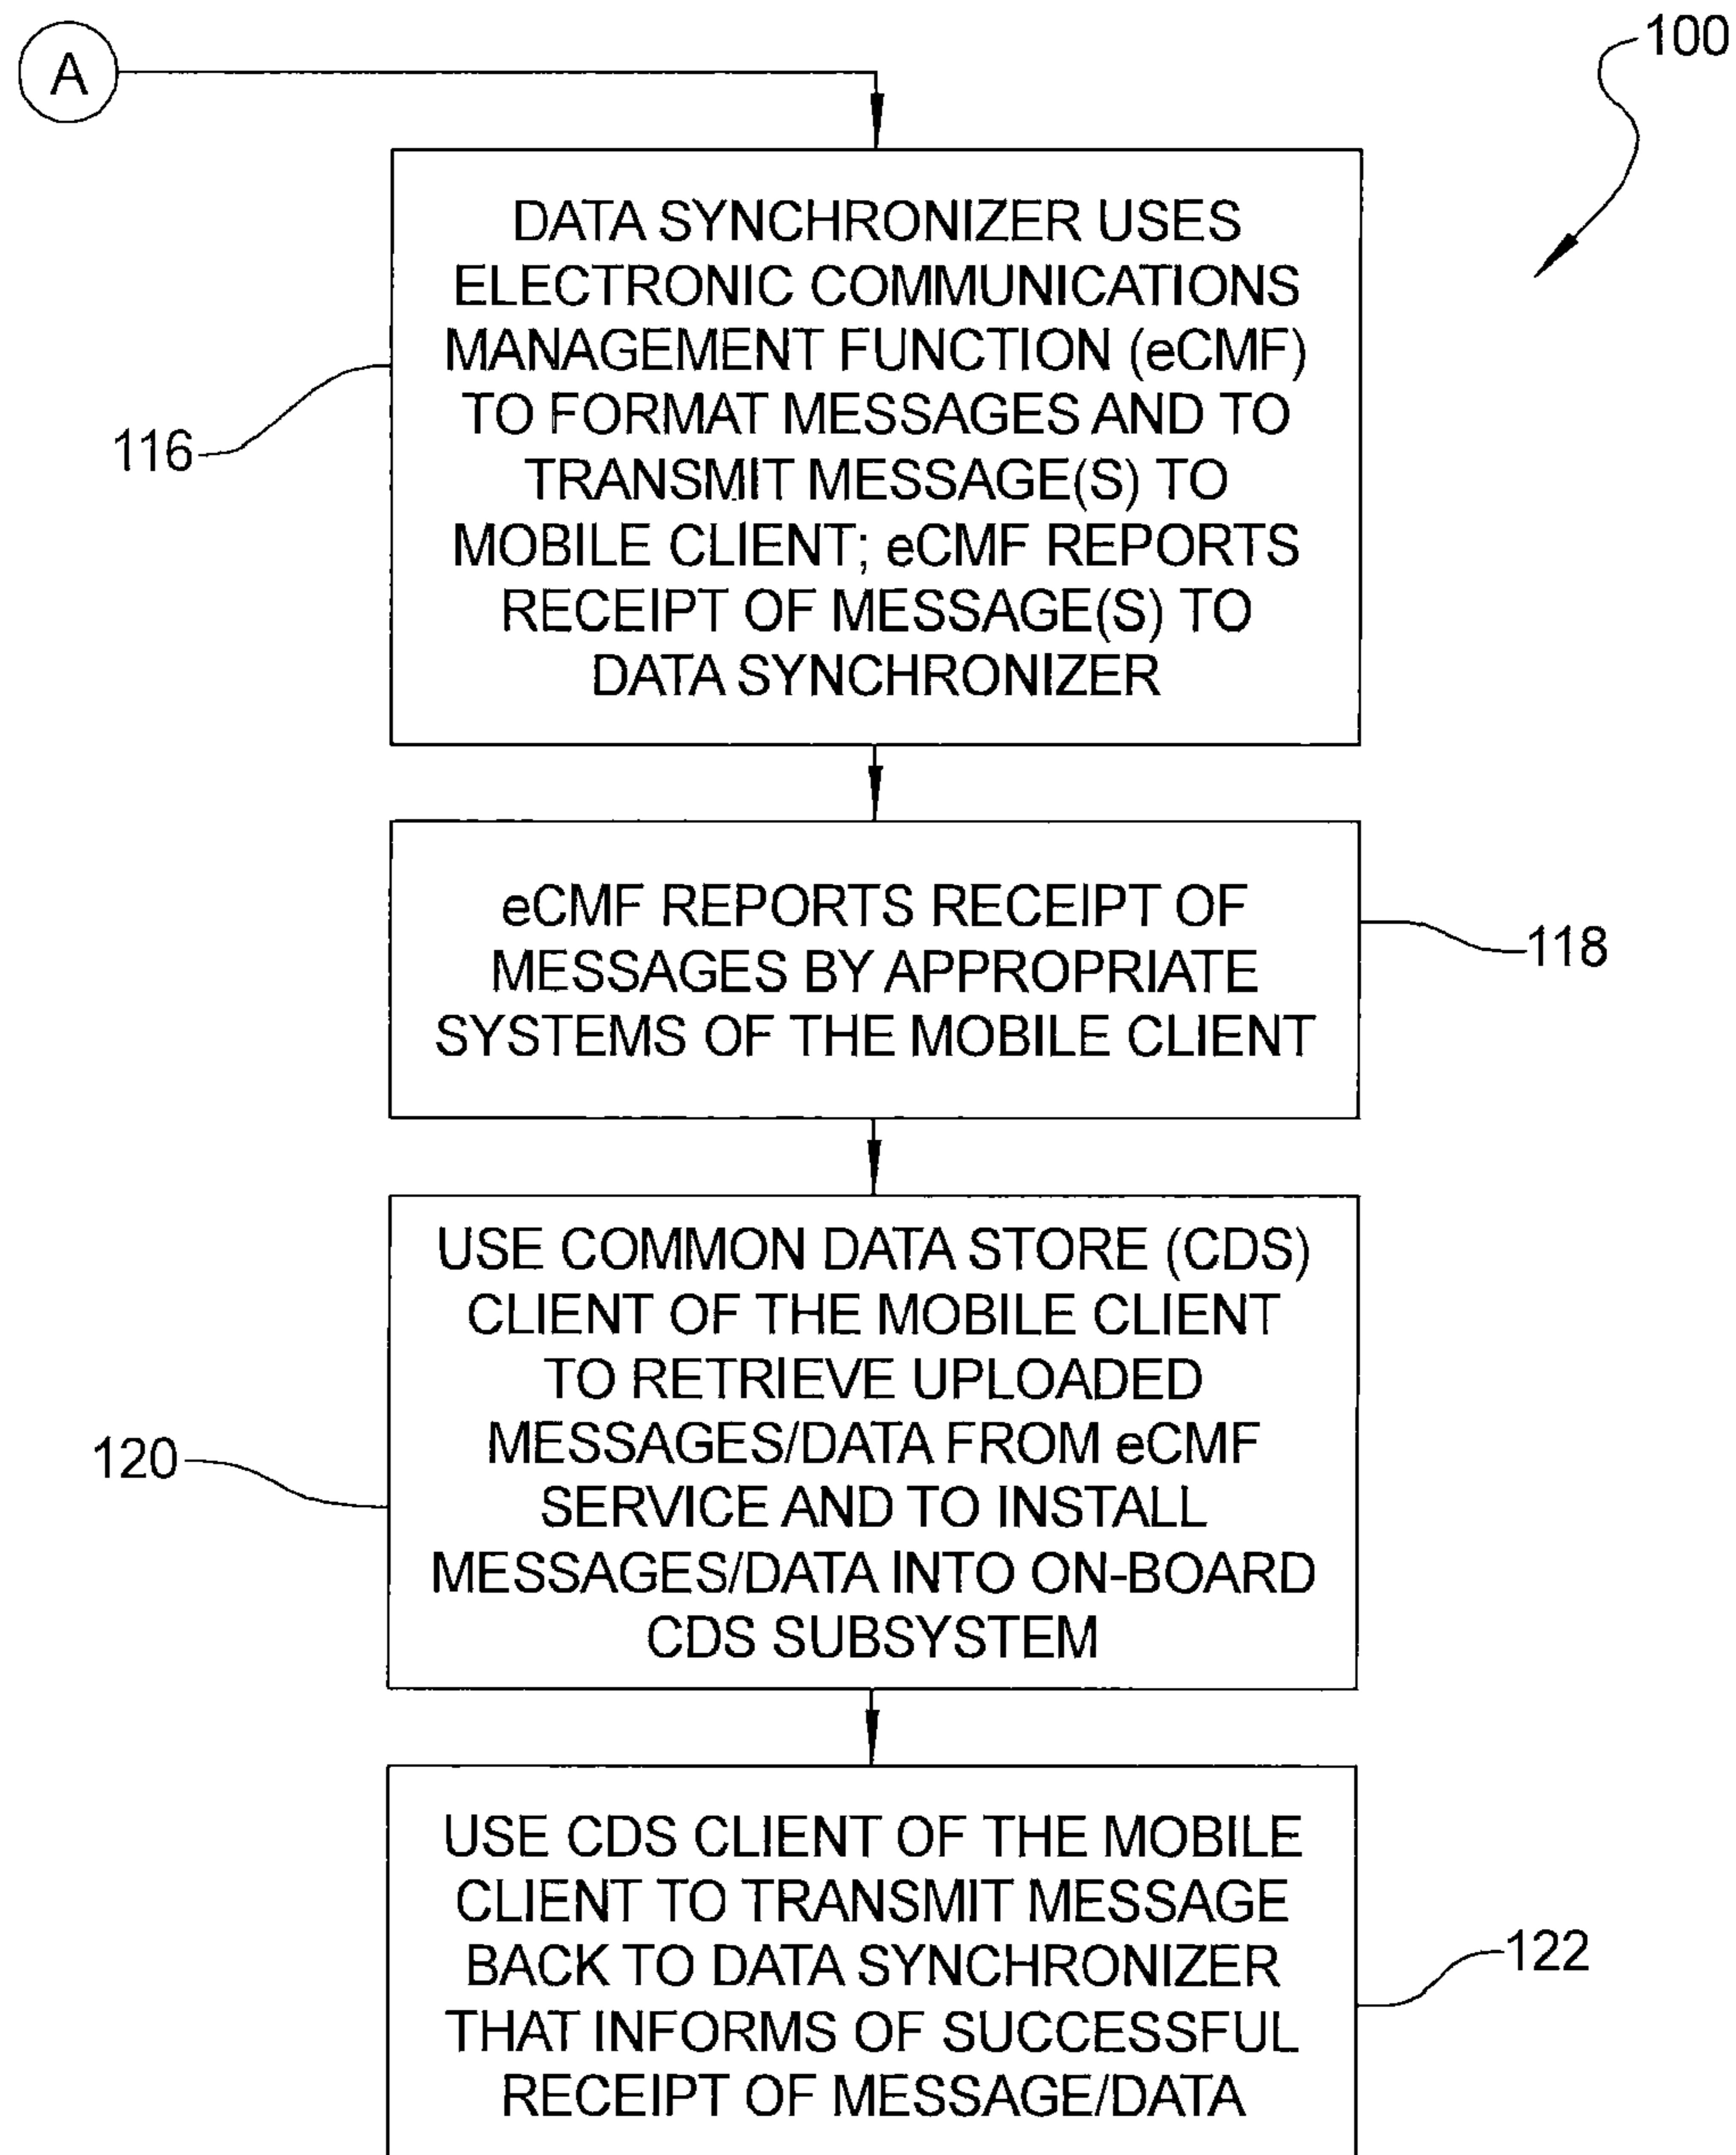 A
100
DATA SYNCHRONIZER USES
ELECTRONIC COMMUNICATIONS
MANAGEMENT FUNCTION (eCMF)
TO FORMAT MESSAGES AND TO
TRANSMIT MESSAGE(S) TO
MOBILE CLIENT; eCMF REPORTS
RECEIPT OF MESSAGE(S) TO
DATA SYNCHRONIZER
116
eCMF REPORTS RECEIPT OF
MESSAGES BY APPROPRIATE
SYSTEMS OF THE MOBILE CLIENT
118
USE COMMON DATA STORE (CDS)
CLIENT OF THE MOBILE CLIENT
TO RETRIEVE UPLOADED
MESSAGES/DATA FROM eCMF
SERVICE AND TO INSTALL
MESSAGES/DATA INTO ON-BOARD
CDS SUBSYSTEM
120
USE CDS CLIENT OF THE MOBILE
CLIENT TO TRANSMIT MESSAGE
BACK TO DATA SYNCHRONIZER
THAT INFORMS OF SUCCESSFUL
RECEIPT OF MESSAGE/DATA
122